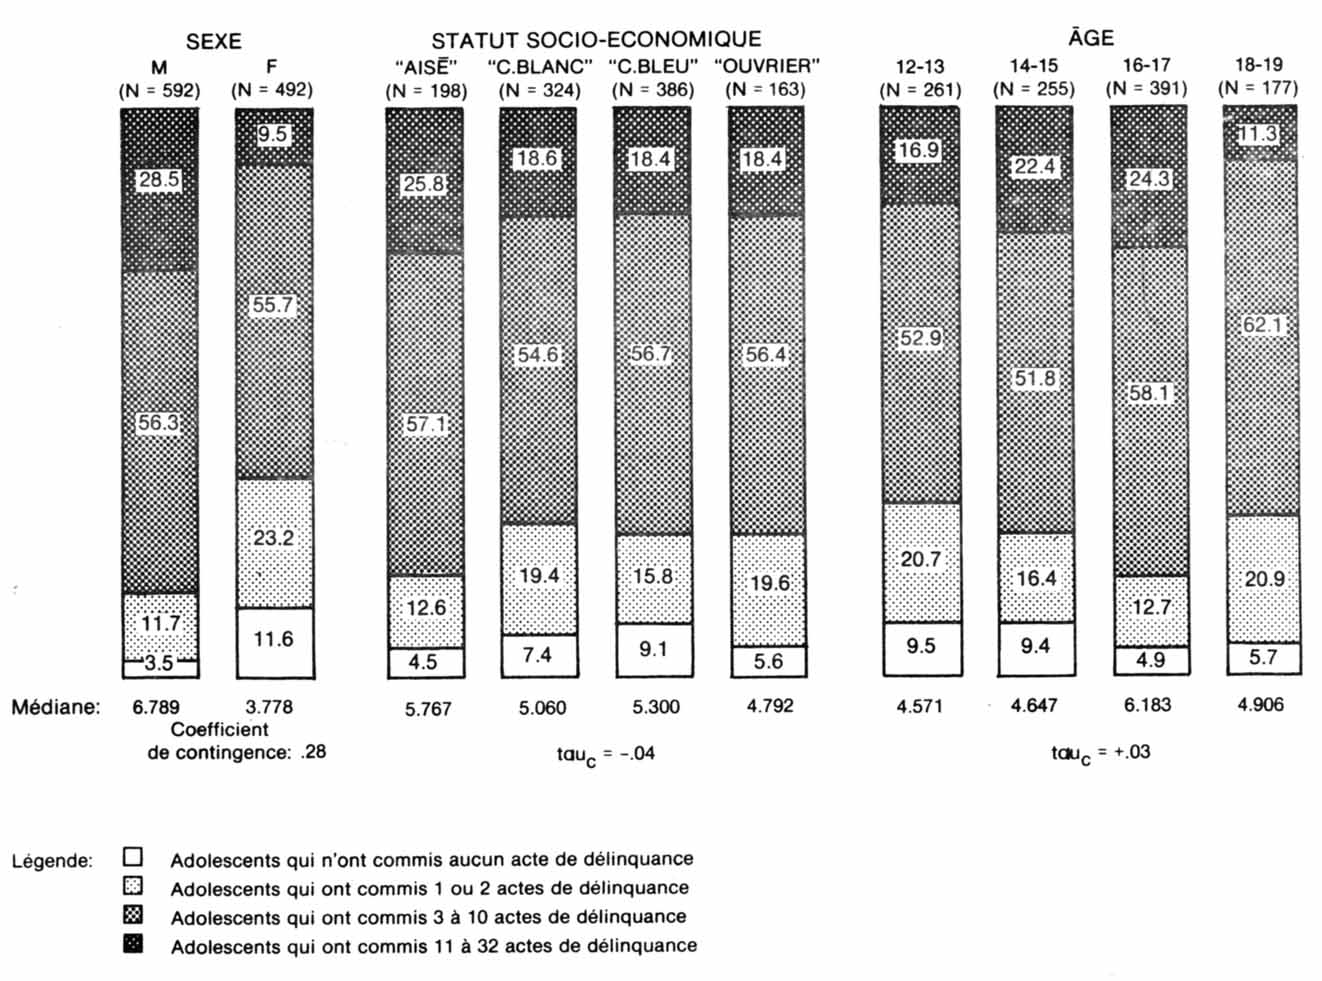 SEXE STATUT SOCIO-ECONOMIQUE ÂGE
M F "AISÉ" "C.BLANC" "C.BLEU" "OUVRIER" 12-13 14-15 16-17 18-19
(N = 592) (N = 492) (N = 198) (N = 324) (N = 386) (N = 163) (N = 261) (N = 255) (N = 391) (N = 177)
28.5 9.5 25.8 18.6 18.4 18.4 16.9 22.4 24.3 11.3
56.3 55.7 57.1 54.6 56.7 56.4 52.9 51.8 58.1 62.1
11.7 23.2 12.6 19.4 15.8 19.6 20.7 16.4 12.7 20.9
3.5 11.6 4.5 7.4 9.1 5.6 9.5 9.4 4.9 5.7
Médiane: 6.789 3.778 5.767 5.060 5.300 4.792 4.571 4.647 6.183 4.906
Coefficient
de contingence: .28 tau c = -.04 tau c = +.03
Légende: Adolescents qui n'ont commis aucun acte de délinquance
Adolescents qui ont commis 1 ou 2 actes de délinquance
Adolescents qui ont commis 3 à 10 actes de délinquance
Adolescents qui ont commis 11 à 32 actes de délinquance